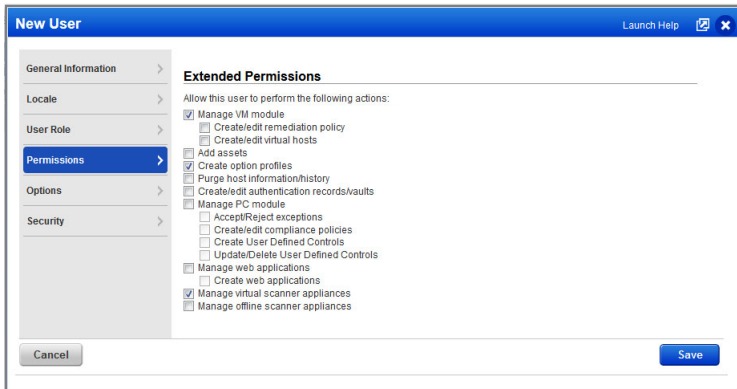 New User
Launch Help
General Information
Locale
User Role
Permissions
Options
Security
Extended Permissions
Allow this user to perform the following actions:
Manage VM module
Create/edit remediation policy
Create/edit virtual hosts
Add assets
Create option profiles
Purge host information/history
Create/edit authentication records/vaults
Manage PC module
Accept/Reject exceptions
Create/edit compliance policies
Create User Defined Controls
Update/Delete User Defined Controls
Manage web applications
Create web applications
Manage virtual scanner appliances
Manage offline scanner appliances
Cancel
Save